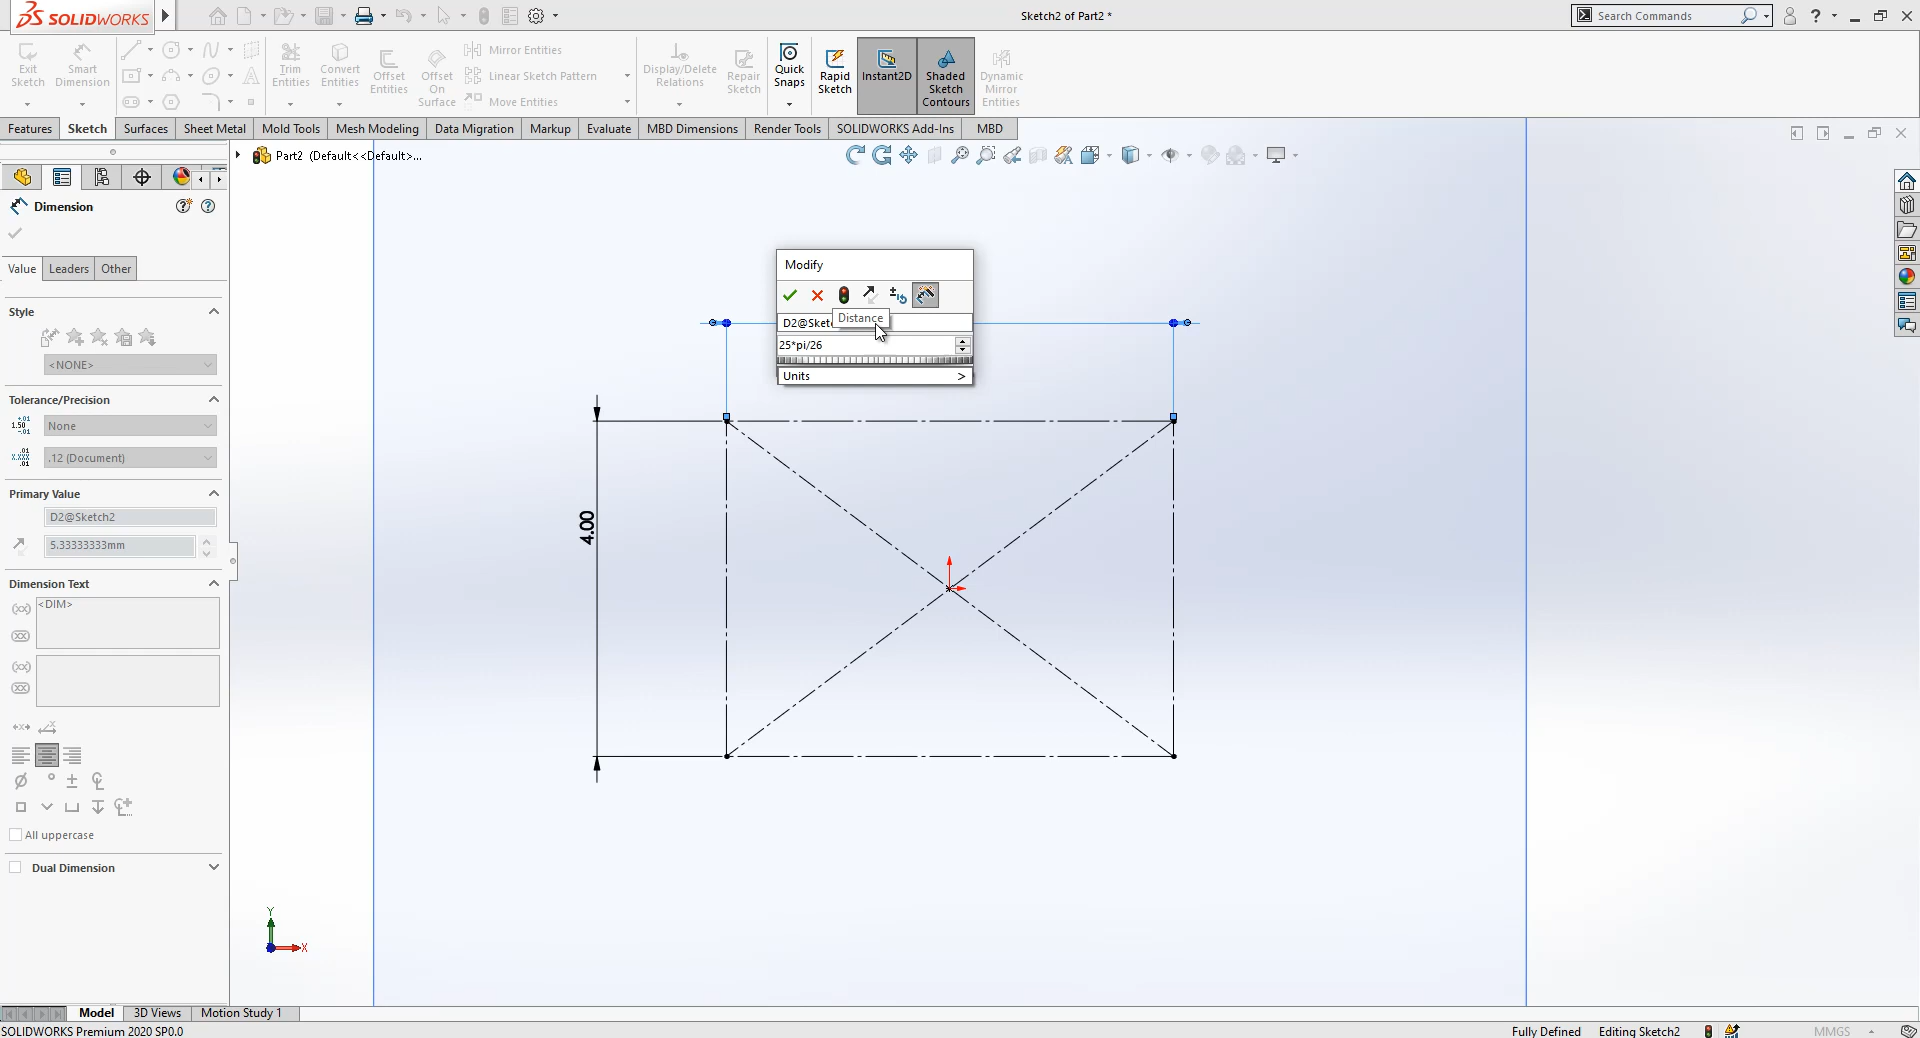 SOLIDWORKS
Sketch2 of Part2 *
Search Commands
Exit Sketch
Smart Dimension
Trim Entities
Convert Entities
Offset Entities
Offset On Surface
Mirror Entities
Linear Sketch Pattern
Move Entities
Display/Delete Relations
Repair Sketch
Quick Snaps
Rapid Sketch
Instant2D
Shaded Sketch Contours
Dynamic Mirror Entities
Features
Sketch
Surfaces
Sheet Metal
Mold Tools
Mesh Modeling
Data Migration
Markup
Evaluate
MBD Dimensions
Render Tools
SOLIDWORKS Add-Ins
MBD
Part2 (Default<<Default>...
Dimension
Value
Leaders
Other
Style
<NONE>
Tolerance/Precision
None
.12 (Document)
Primary Value
D2@Sketch2
5.33333333mm
Dimension Text
<DIM>
All uppercase
Dual Dimension
Modify
Distance
D2@Sket
25*pi/26
Units >
4.00
Y
X
Model
3D Views
Motion Study 1
SOLIDWORKS Premium 2020 SP0.0
Fully Defined
Editing Sketch2
MMGS